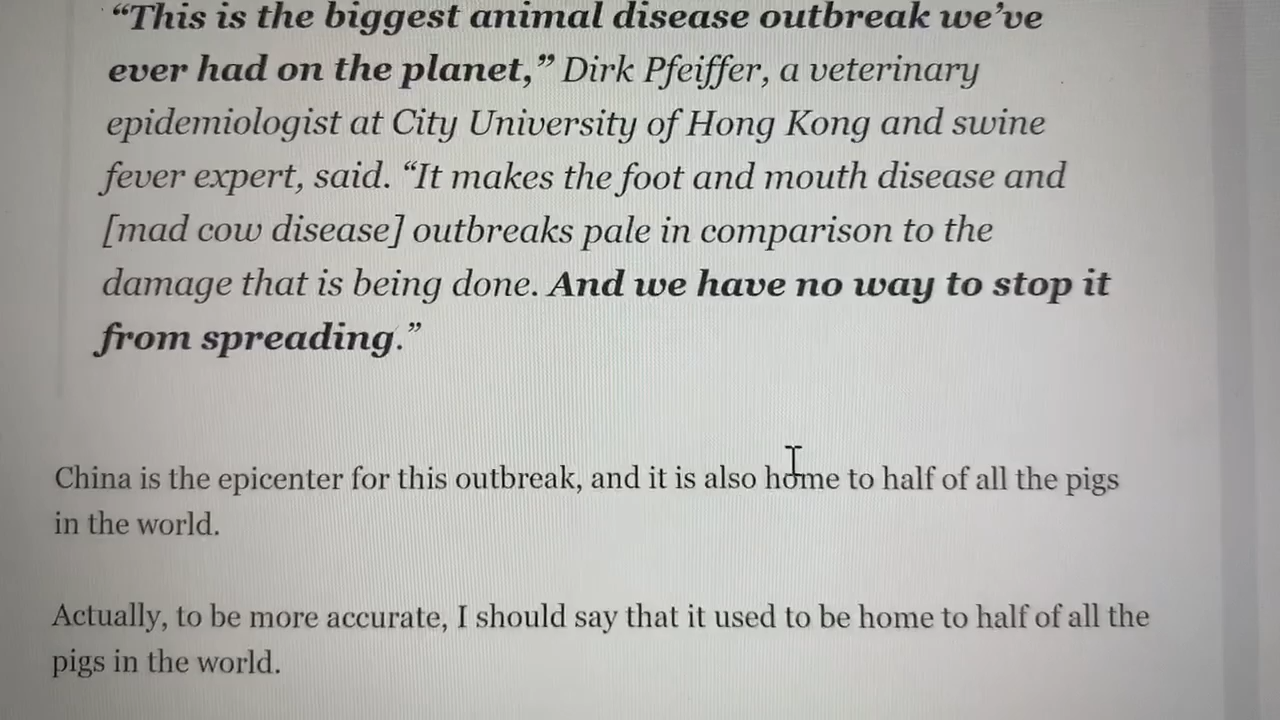 “This is the biggest animal disease outbreak we’ve
ever had on the planet,” Dirk Pfeiffer, a veterinary
epidemiologist at City University of Hong Kong and swine
fever expert, said. “It makes the foot and mouth disease and
[mad cow disease] outbreaks pale in comparison to the
damage that is being done. And we have no way to stop it
from spreading.”
China is the epicenter for this outbreak, and it is also home to half of all the pigs
in the world.
Actually, to be more accurate, I should say that it used to be home to half of all the
pigs in the world.